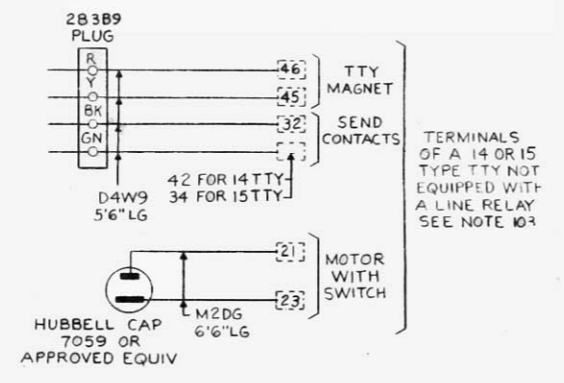 283B9
PLUG
R
Y
BK
GN
46
45
32
TTY
MAGNET
SEND
CONTACTS
42 FOR 14 TTY
34 FOR 15 TTY
D4W9
5'6" LG
TERMINALS
OF A 14 OR 15
TYPE TTY NOT
EQUIPPED WITH
A LINE RELAY
SEE NOTE 103
21
23
MOTOR
WITH
SWITCH
M2DG
6'6" LG
HUBBELL CAP
7059 OR
APPROVED EQUIV